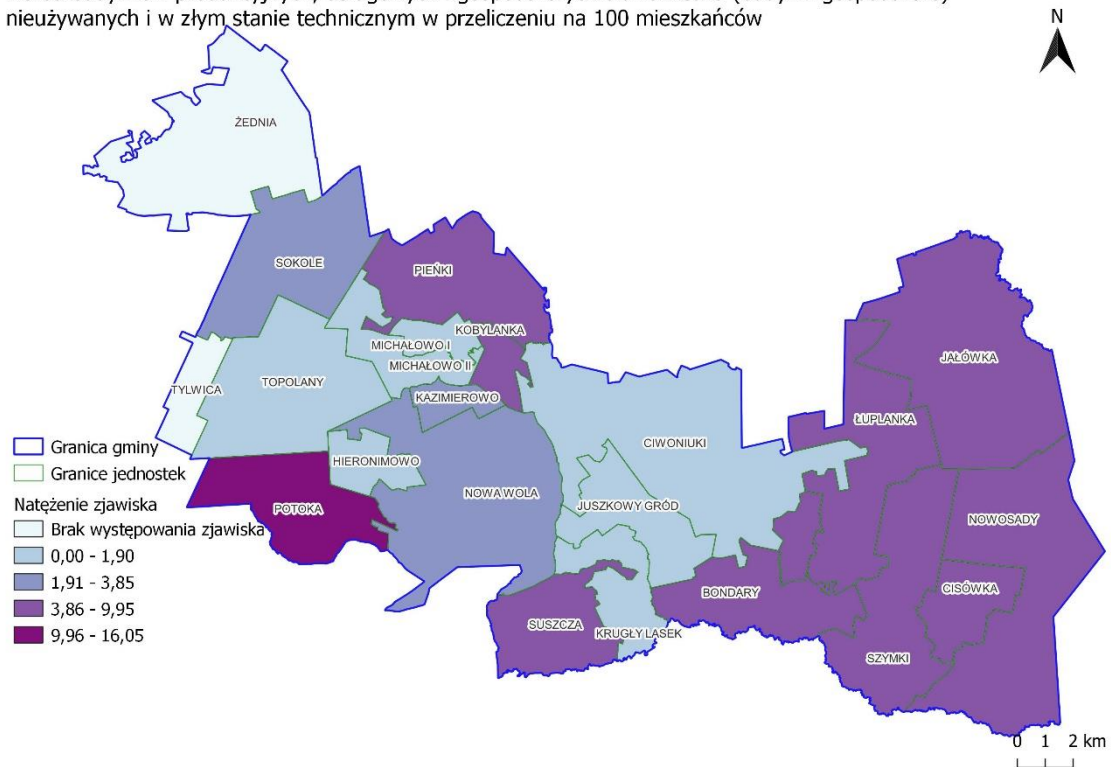 nieużywanych i w złym stanie technicznym w przeliczeniu na 100 mieszkańców
N
ŻEDNIA
SOKOLE
PIEŃKI
KOBYLANKA
MICHAŁOWO I
MICHAŁOWO II
JAŁÓWKA
TYLWICA
TOPOLANY
KAZIMIEROWO
ŁUPLANKA
CIWONIUKI
HIERONIMOWO
NOWA WOLA
JUSZKOWY GRÓD
POTOKA
NOWOSADY
CISÓWKA
BONDARY
SUSZCZA
KRUGŁY LASEK
SZYMKI
Granica gminy
Granice jednostek
Natężenie zjawiska
Brak występowania zjawiska
0,00 - 1,90
1,91 - 3,85
3,86 - 9,95
9,96 - 16,05
0 1 2 km